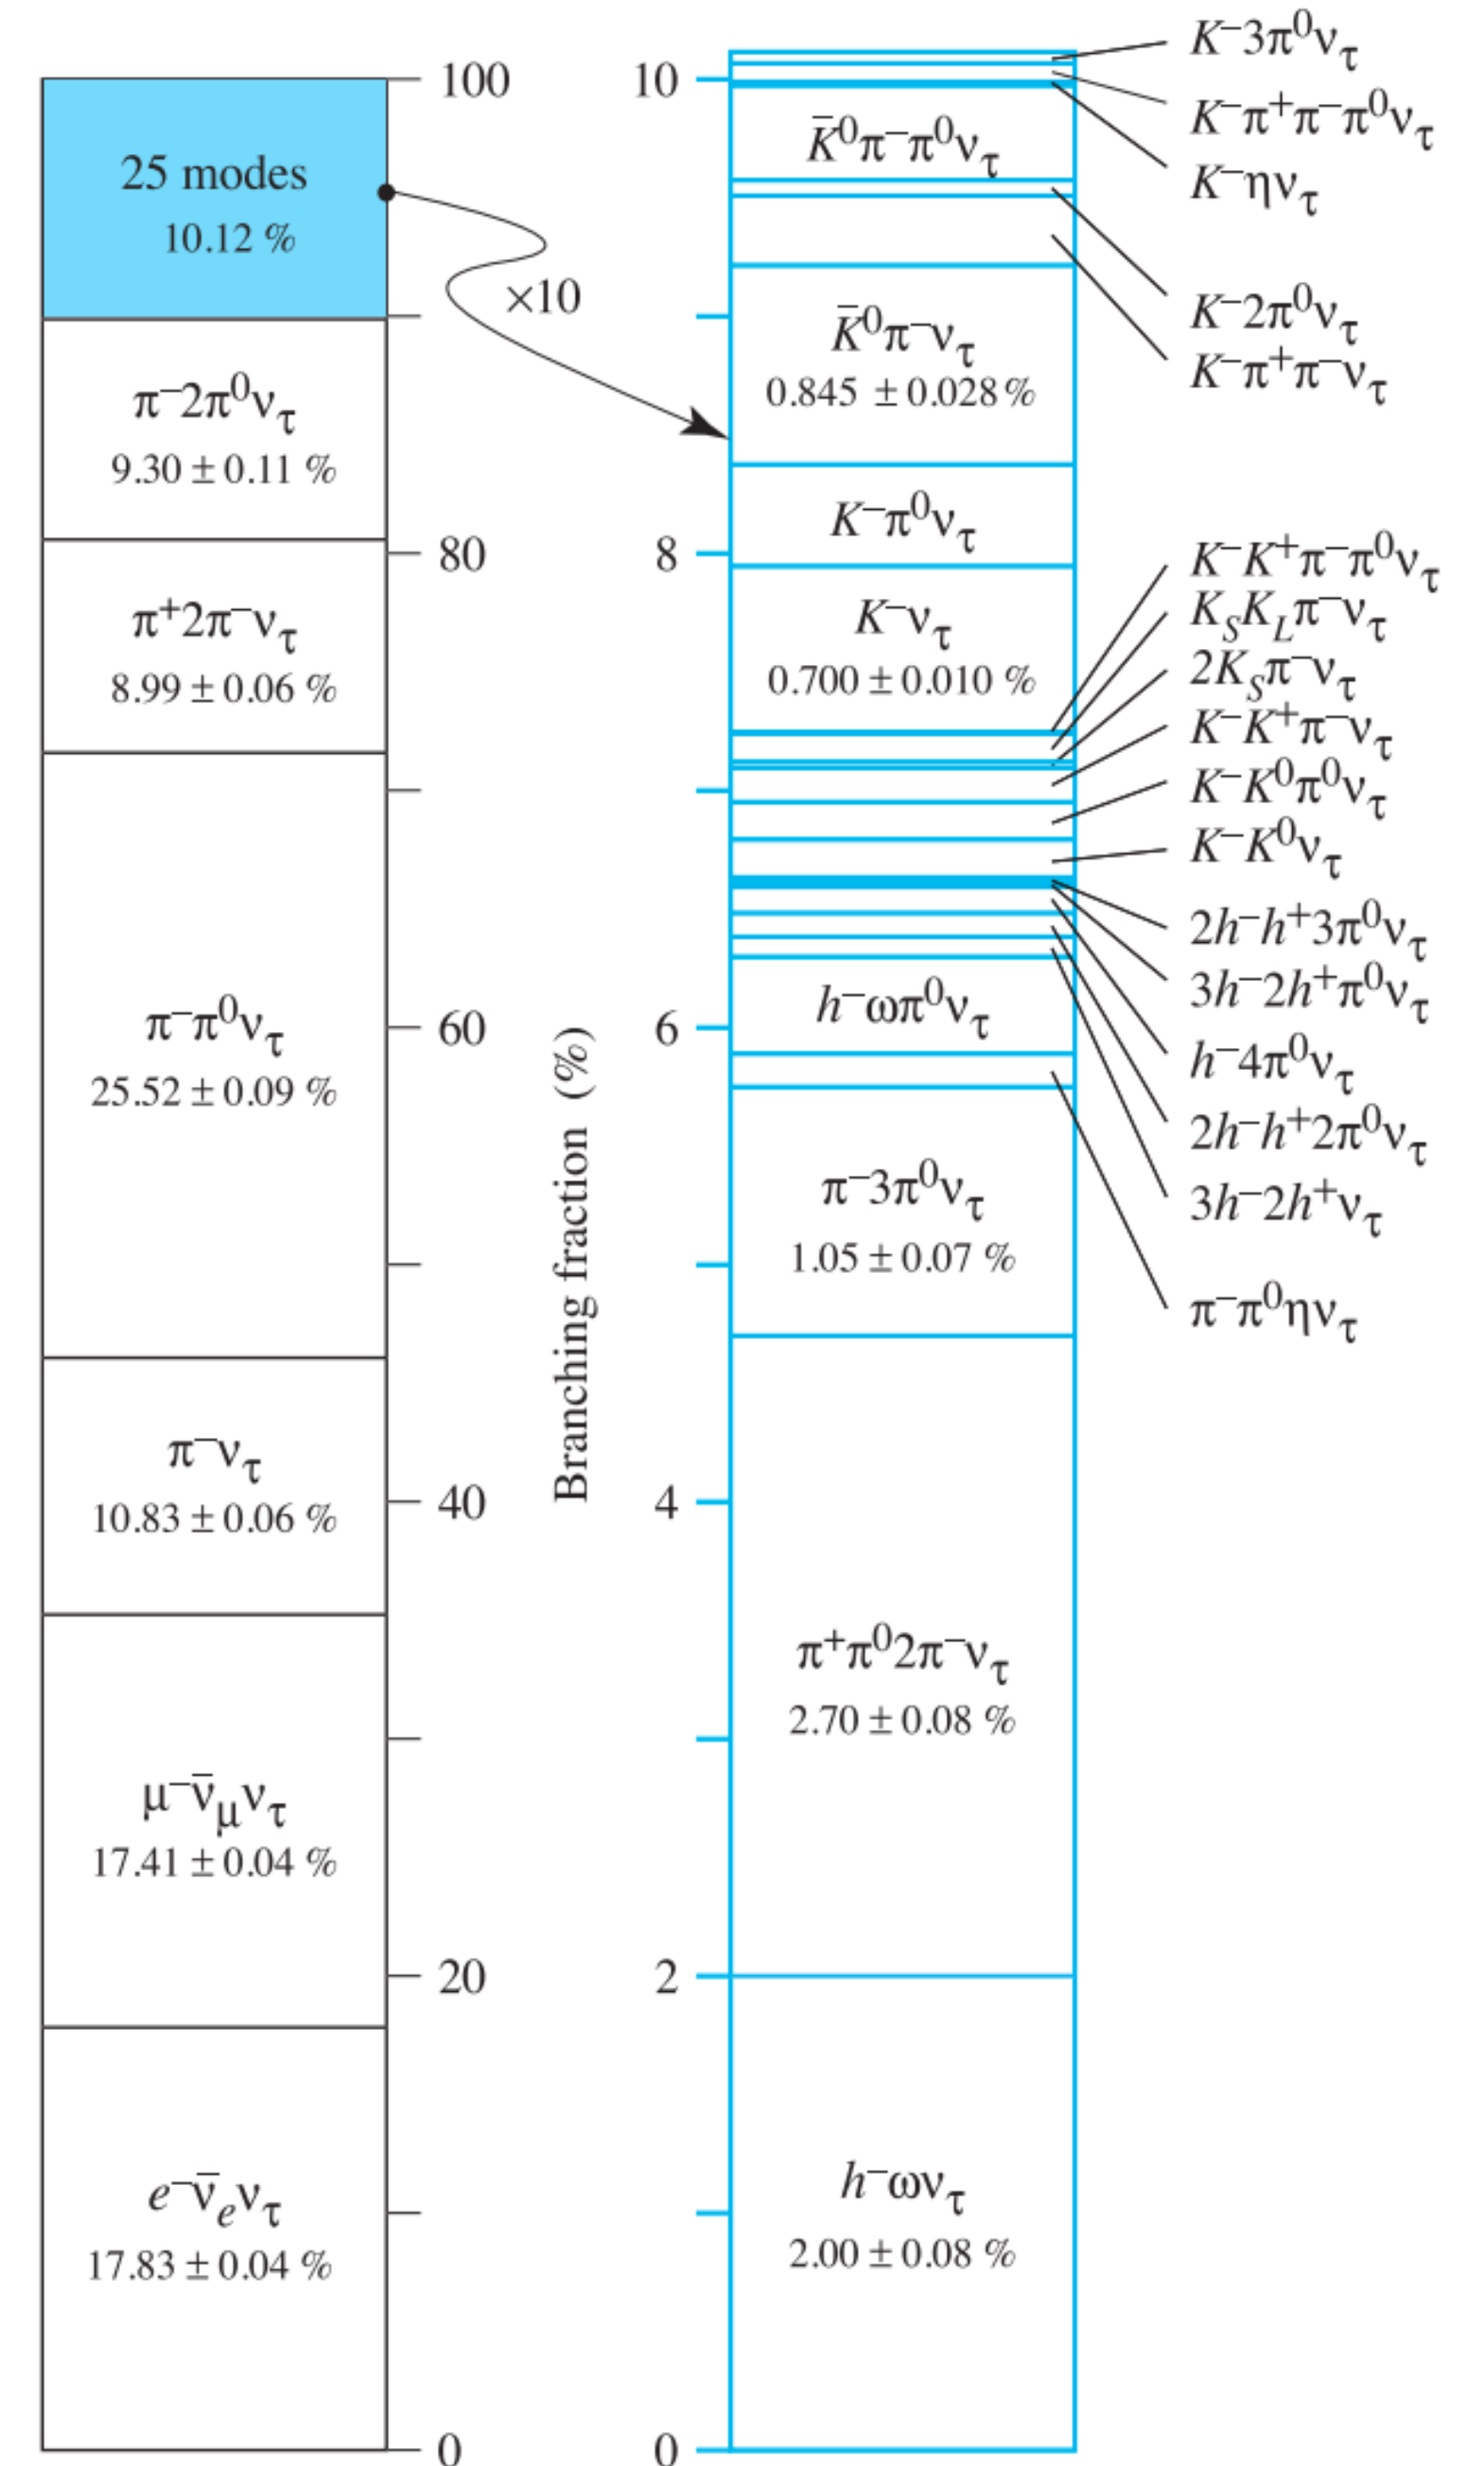 100
25 modes
10.12 %
π⁻2π⁰ν_τ
9.30 ± 0.11 %
80
π⁺2π⁻ν_τ
8.99 ± 0.06 %
π⁻π⁰ν_τ
25.52 ± 0.09 %
60
π⁻ν_τ
10.83 ± 0.06 %
40
μ⁻ν̄_μν_τ
17.41 ± 0.04 %
20
e⁻ν̄_eν_τ
17.83 ± 0.04 %
0
×10
Branching fraction (%)
10
K̄⁰π⁻π⁰ν_τ
K̄⁰π⁻ν_τ
0.845 ± 0.028 %
K⁻π⁰ν_τ
8
K⁻ν_τ
0.700 ± 0.010 %
h⁻ωπ⁰ν_τ
6
π⁻3π⁰ν_τ
1.05 ± 0.07 %
4
π⁺π⁰2π⁻ν_τ
2.70 ± 0.08 %
2
h⁻ων_τ
2.00 ± 0.08 %
0
K⁻3π⁰ν_τ
K⁻π⁺π⁻π⁰ν_τ
K⁻ην_τ
K⁻2π⁰ν_τ
K⁻π⁺π⁻ν_τ
K⁻K⁺π⁻π⁰ν_τ
K_SK_Lπ⁻ν_τ
2K_Sπ⁻ν_τ
K⁻K⁺π⁻ν_τ
K⁻K⁰π⁰ν_τ
K⁻K⁰ν_τ
2h⁻h⁺3π⁰ν_τ
3h⁻2h⁺π⁰ν_τ
h⁻4π⁰ν_τ
2h⁻h⁺2π⁰ν_τ
3h⁻2h⁺ν_τ
π⁻π⁰ην_τ